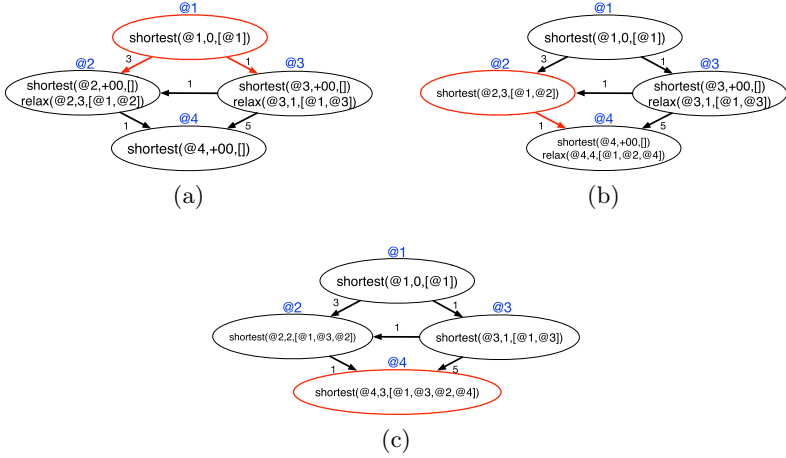 @1
shortest(@1,0,[@1])
3
1
@2
@3
shortest(@2,+00,[])
relax(@2,3,[@1,@2])
1
shortest(@3,+00,[])
relax(@3,1,[@1,@3])
1
@4
5
shortest(@4,+00,[])
(a)
@1
shortest(@1,0,[@1])
3
1
@2
@3
shortest(@2,3,[@1,@2])
1
shortest(@3,+00,[])
relax(@3,1,[@1,@3])
1
@4
5
shortest(@4,+00,[])
relax(@4,4,[@1,@2,@4])
(b)
@1
shortest(@1,0,[@1])
3
1
@2
@3
shortest(@2,2,[@1,@3,@2])
1
shortest(@3,1,[@1,@3])
1
@4
5
shortest(@4,3,[@1,@3,@2,@4])
(c)